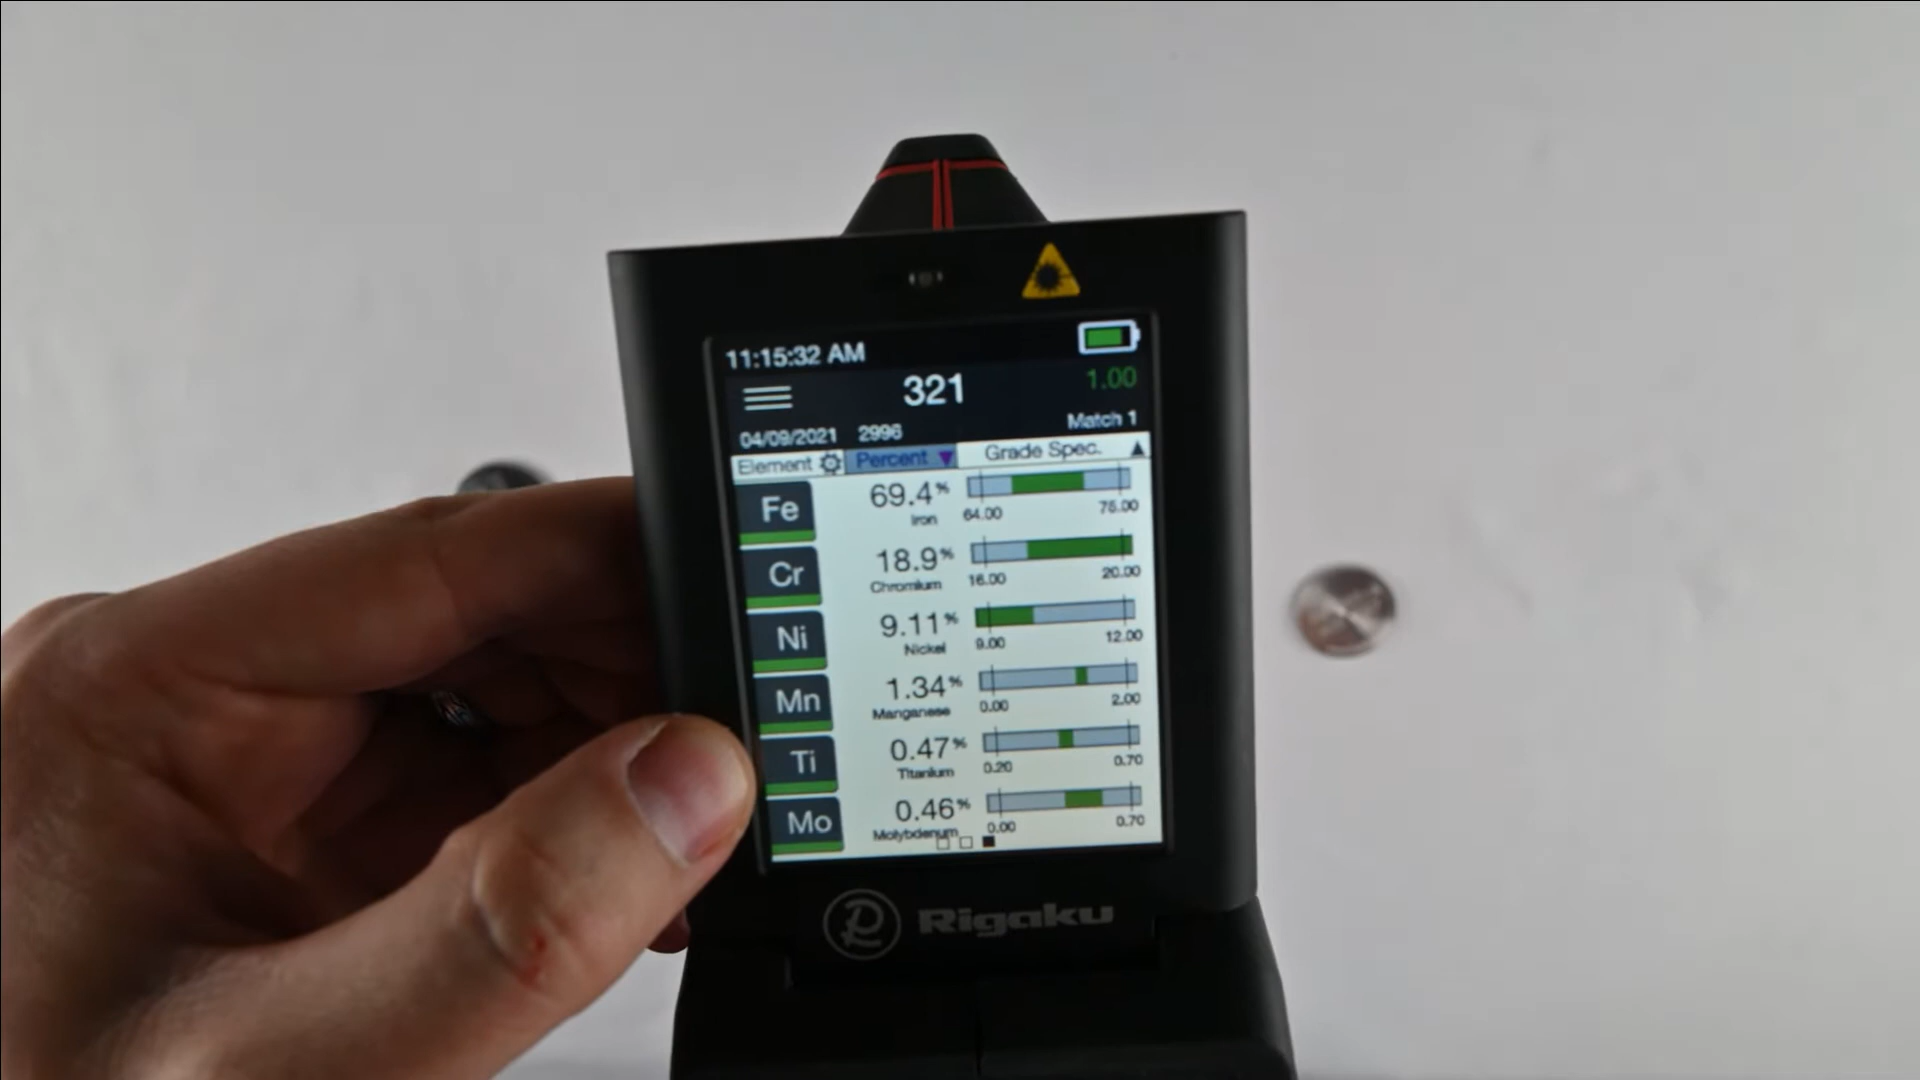 11:15:32 AM
321 1.00
04/09/2021 2996 Match 1
Element Percent Grade Spec.
Fe 69.4% 64.00 75.00
Iron
Cr 18.9% 16.00 20.00
Chromium
Ni 9.11% 9.00 12.00
Nickel
Mn 1.34% 0.00 2.00
Manganese
Ti 0.47% 0.20 0.70
Titanium
Mo 0.46% 0.00 0.70
Molybdenum
R Rigaku